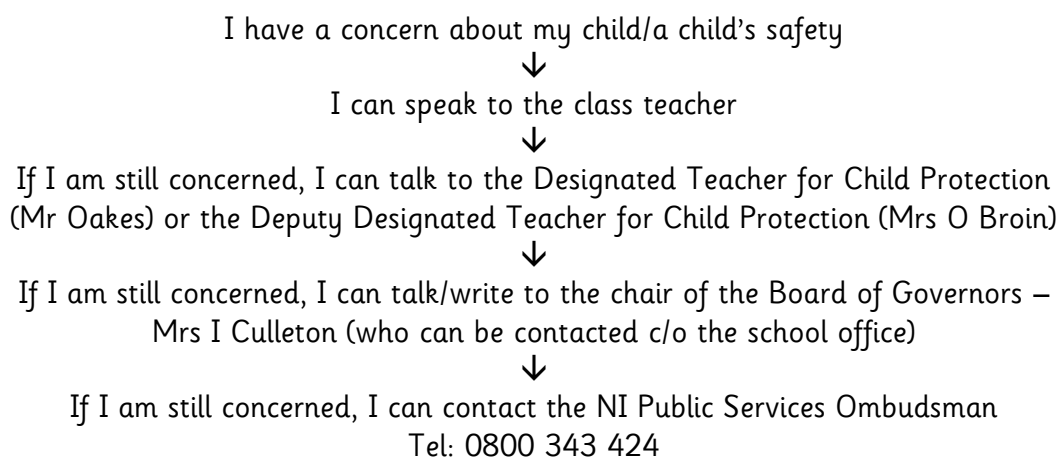 I have a concern about my child/a child's safety
↓
I can speak to the class teacher
↓
If I am still concerned, I can talk to the Designated Teacher for Child Protection
(Mr Oakes) or the Deputy Designated Teacher for Child Protection (Mrs O Broin)
↓
If I am still concerned, I can talk/write to the chair of the Board of Governors –
Mrs I Culleton (who can be contacted c/o the school office)
↓
If I am still concerned, I can contact the NI Public Services Ombudsman
Tel: 0800 343 424